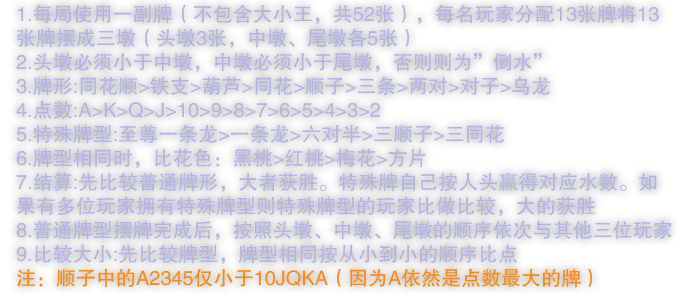 1.每局使用一副牌（不包含大小王，共52张），每名玩家分配13张牌将13
张牌摆成三墩（头墩3张，中墩、尾墩各5张）
2.头墩必须小于中墩，中墩必须小于尾墩，否则则为”倒水”
3.牌形:同花顺>铁支>葫芦>同花>顺子>三条>两对>对子>乌龙
4.点数:A>K>Q>J>10>9>8>7>6>5>4>3>2
5.特殊牌型:至尊一条龙>一条龙>六对半>三顺子>三同花
6.牌型相同时，比花色：黑桃>红桃>梅花>方片
7.结算:先比较普通牌形，大者获胜。特殊牌自己按人头赢得对应水数。如
果有多位玩家拥有特殊牌型则特殊牌型的玩家比做比较，大的获胜
8.普通牌型摆牌完成后，按照头墩、中墩、尾墩的顺序依次与其他三位玩家
9.比较大小:先比较牌型，牌型相同按从小到小的顺序比点
注：顺子中的A2345仅小于10JQKA（因为A依然是点数最大的牌）